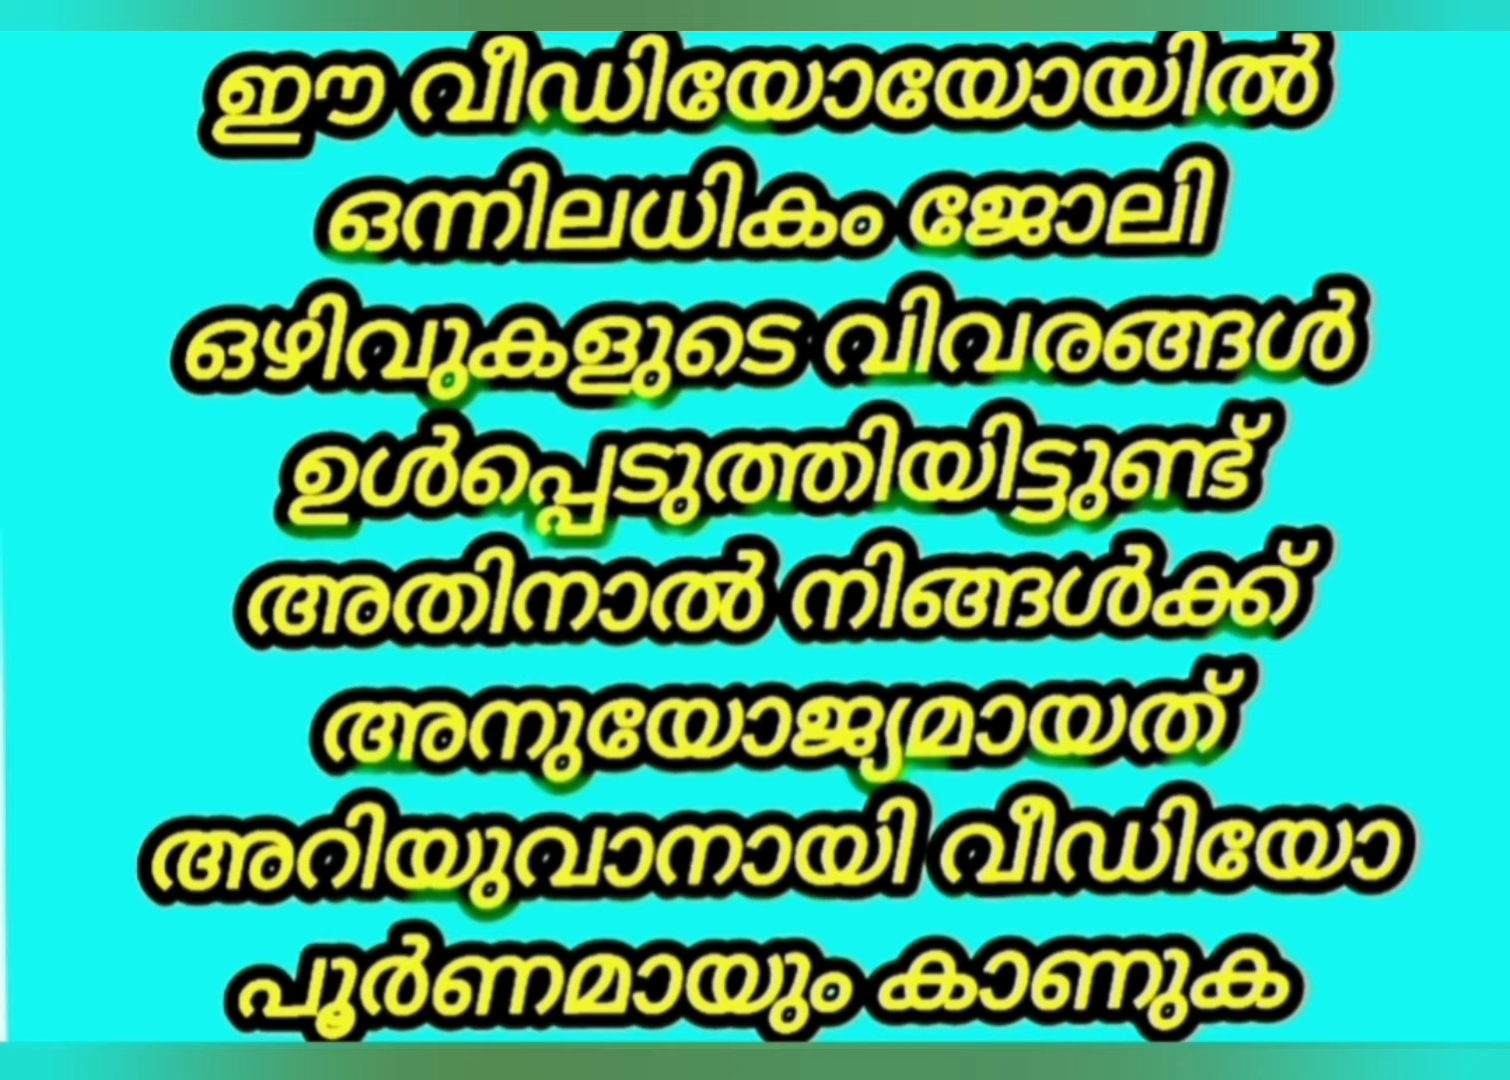 ഈ വീഡിയോയോയിൽ
ഒന്നിലധികം ജോലി
ഒഴിവുകളുടെ വിവരങ്ങൾ
ഉൾപ്പെടുത്തിയിട്ടുണ്ട്
അതിനാൽ നിങ്ങൾക്ക്
അനുയോജ്യമായത്
അറിയുവാനായി വീഡിയോ
പൂർണമായും കാണുക